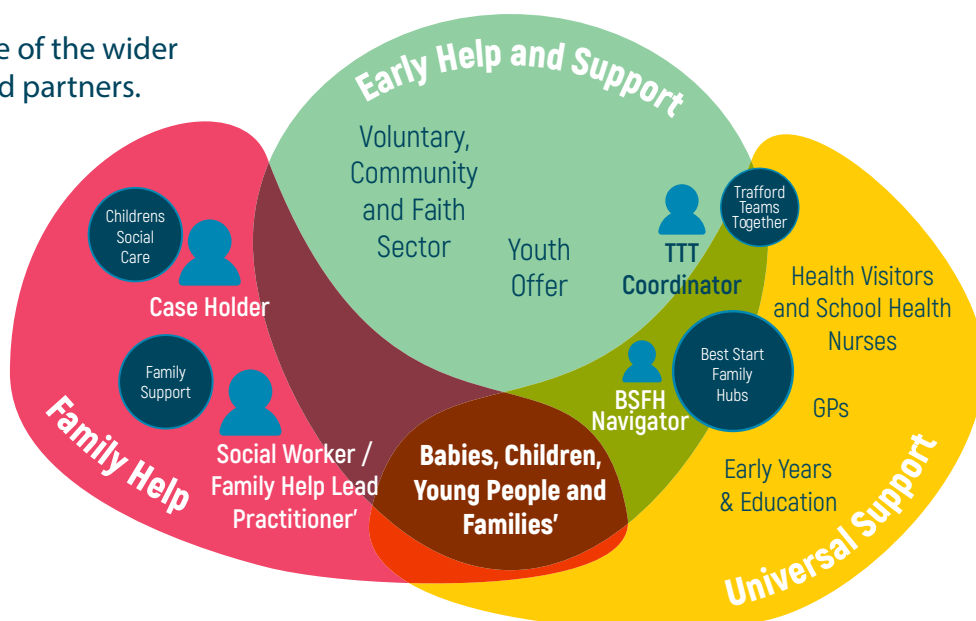 e of the wider
d partners.
Early Help and Support
Voluntary,
Community
and Faith
Sector
Youth
Offer
TTT
Coordinator
Trafford
Teams
Together
Childrens
Social
Care
Case Holder
Family
Support
Social Worker /
Family Help Lead
Practitioner’
Family Help
BSFH
Navigator
Best Start
Family
Hubs
Health Visitors
and School Health
Nurses
GPs
Early Years
& Education
Universal Support
Babies, Children,
Young People and
Families’